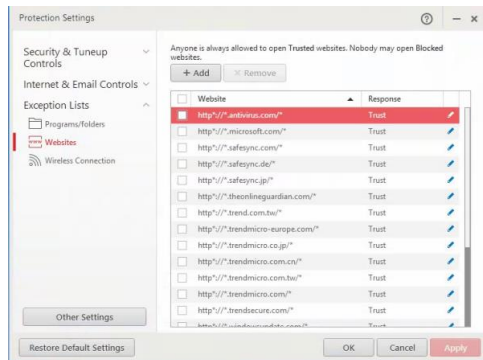 Protection Settings
Security & Tuneup
Controls
Internet & Email Controls
Exception Lists
Programs/folders
www Websites
Wireless Connection
Other Settings
Anyone is always allowed to open Trusted websites. Nobody may open Blocked
websites.
+ Add × Remove
Website Response
http*://*.antivirus.com/* Trust
http*://*.microsoft.com/* Trust
http*://*.safesync.com/* Trust
http*://*.safesync.de/* Trust
http*://*.safesync.jp/* Trust
http*://*.theonlineguardian.com/* Trust
http*://*.trend.com.tw/* Trust
http*://*.trendmicro-europe.com/* Trust
http*://*.trendmicro.co.jp/* Trust
http*://*.trendmicro.com.cn/* Trust
http*://*.trendmicro.com.tw/* Trust
http*://*.trendmicro.com/* Trust
http*://*.trendsecure.com/* Trust
http*://*.windowsupdate.com/* Trust
Restore Default Settings OK Cancel Apply